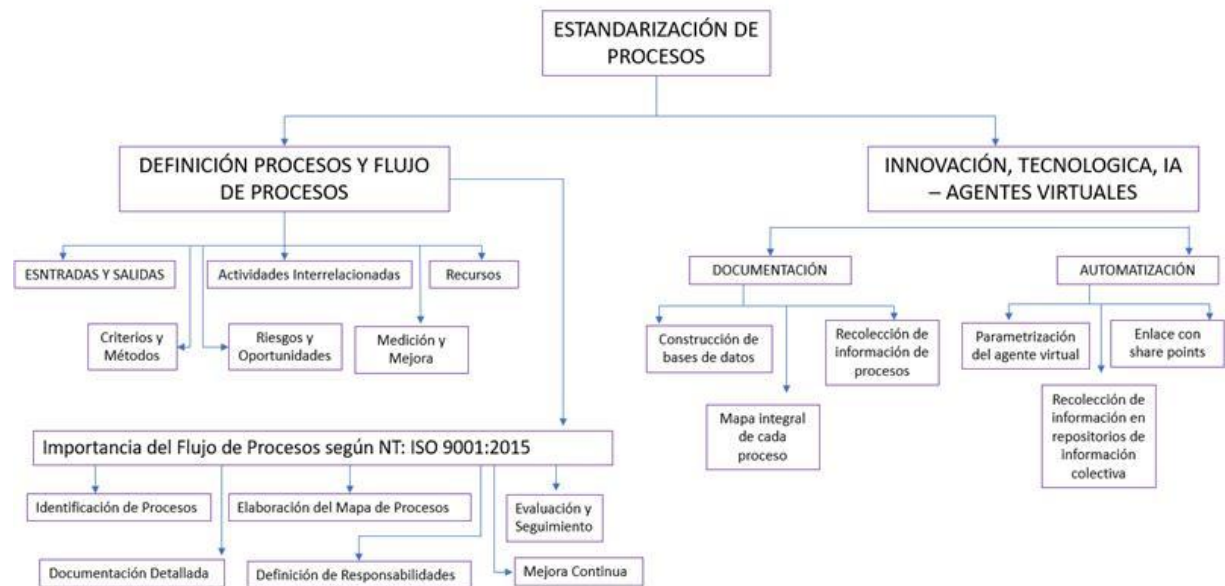 ESTANDARIZACIÓN DE
PROCESOS
DEFINICIÓN PROCESOS Y FLUJO
DE PROCESOS
INNOVACIÓN, TECNOLOGICA, IA
– AGENTES VIRTUALES
ESNTRADAS Y SALIDAS
Actividades Interrelacionadas
Recursos
Criterios y
Métodos
Riesgos y
Oportunidades
Medición y
Mejora
DOCUMENTACIÓN
AUTOMATIZACIÓN
Construcción de
bases de datos
Recolección de
información de
procesos
Parametrización
del agente virtual
Enlace con
share points
Mapa integral
de cada
proceso
Recolección de
información en
repositorios de
información
colectiva
Importancia del Flujo de Procesos según NT: ISO 9001:2015
Identificación de Procesos
Elaboración del Mapa de Procesos
Evaluación y
Seguimiento
Documentación Detallada
Definición de Responsabilidades
Mejora Continua